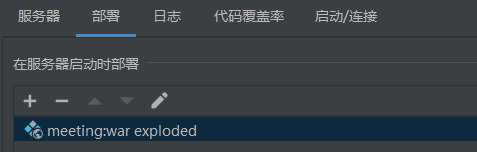 服务器 部署 日志 代码覆盖率 启动/连接
在服务器启动时部署
meeting:war exploded